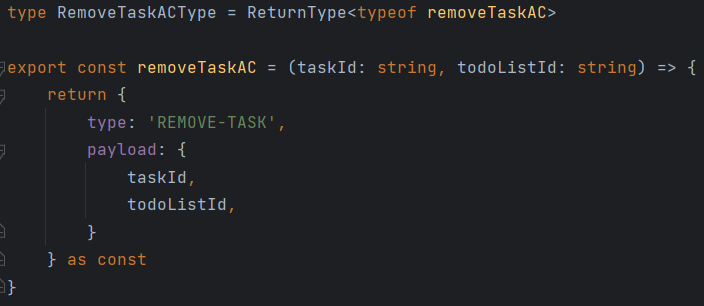 type RemoveTaskACType = ReturnType<typeof removeTaskAC>
export const removeTaskAC = (taskId: string, todoListId: string) => {
    return {
        type: 'REMOVE-TASK',
        payload: {
            taskId,
            todoListId,
        }
    } as const
}